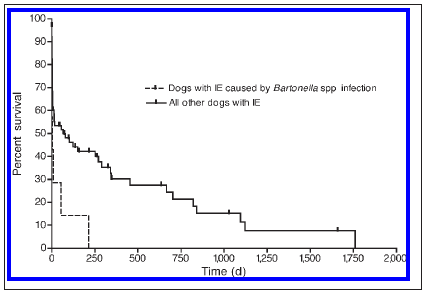 100
90
80
70
60
50
40
30
20
10
0
Percent survival
Dogs with IE caused by Bartonella spp infection
All other dogs with IE
0 250 500 750 1,000 1,250 1,500 1,750 2,000
Time (d)